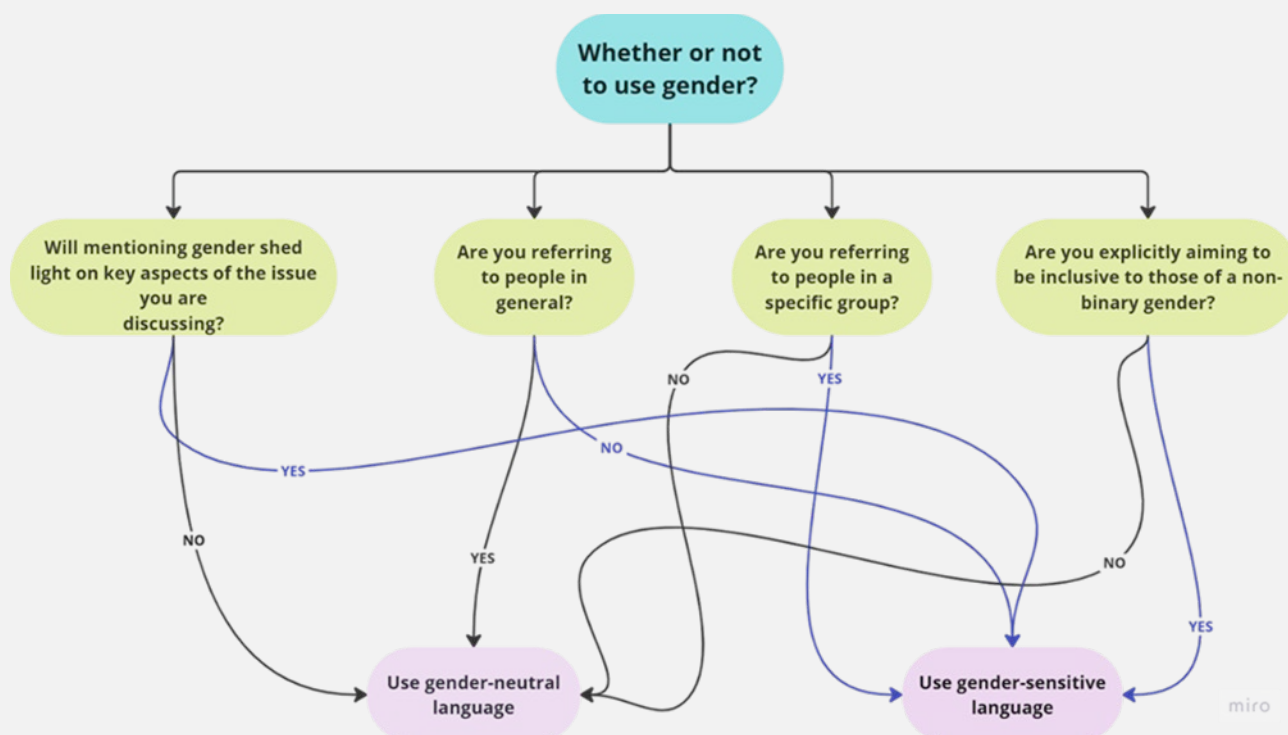 Whether or not
to use gender?
Will mentioning gender shed
light on key aspects of the issue
you are
discussing?
Are you referring
to people in
general?
Are you referring
to people in a
specific group?
Are you explicitly aiming to
be inclusive to those of a non-
binary gender?
NO
YES
NO
YES
NO
YES
NO
YES
Use gender-neutral
language
Use gender-sensitive
language
miro